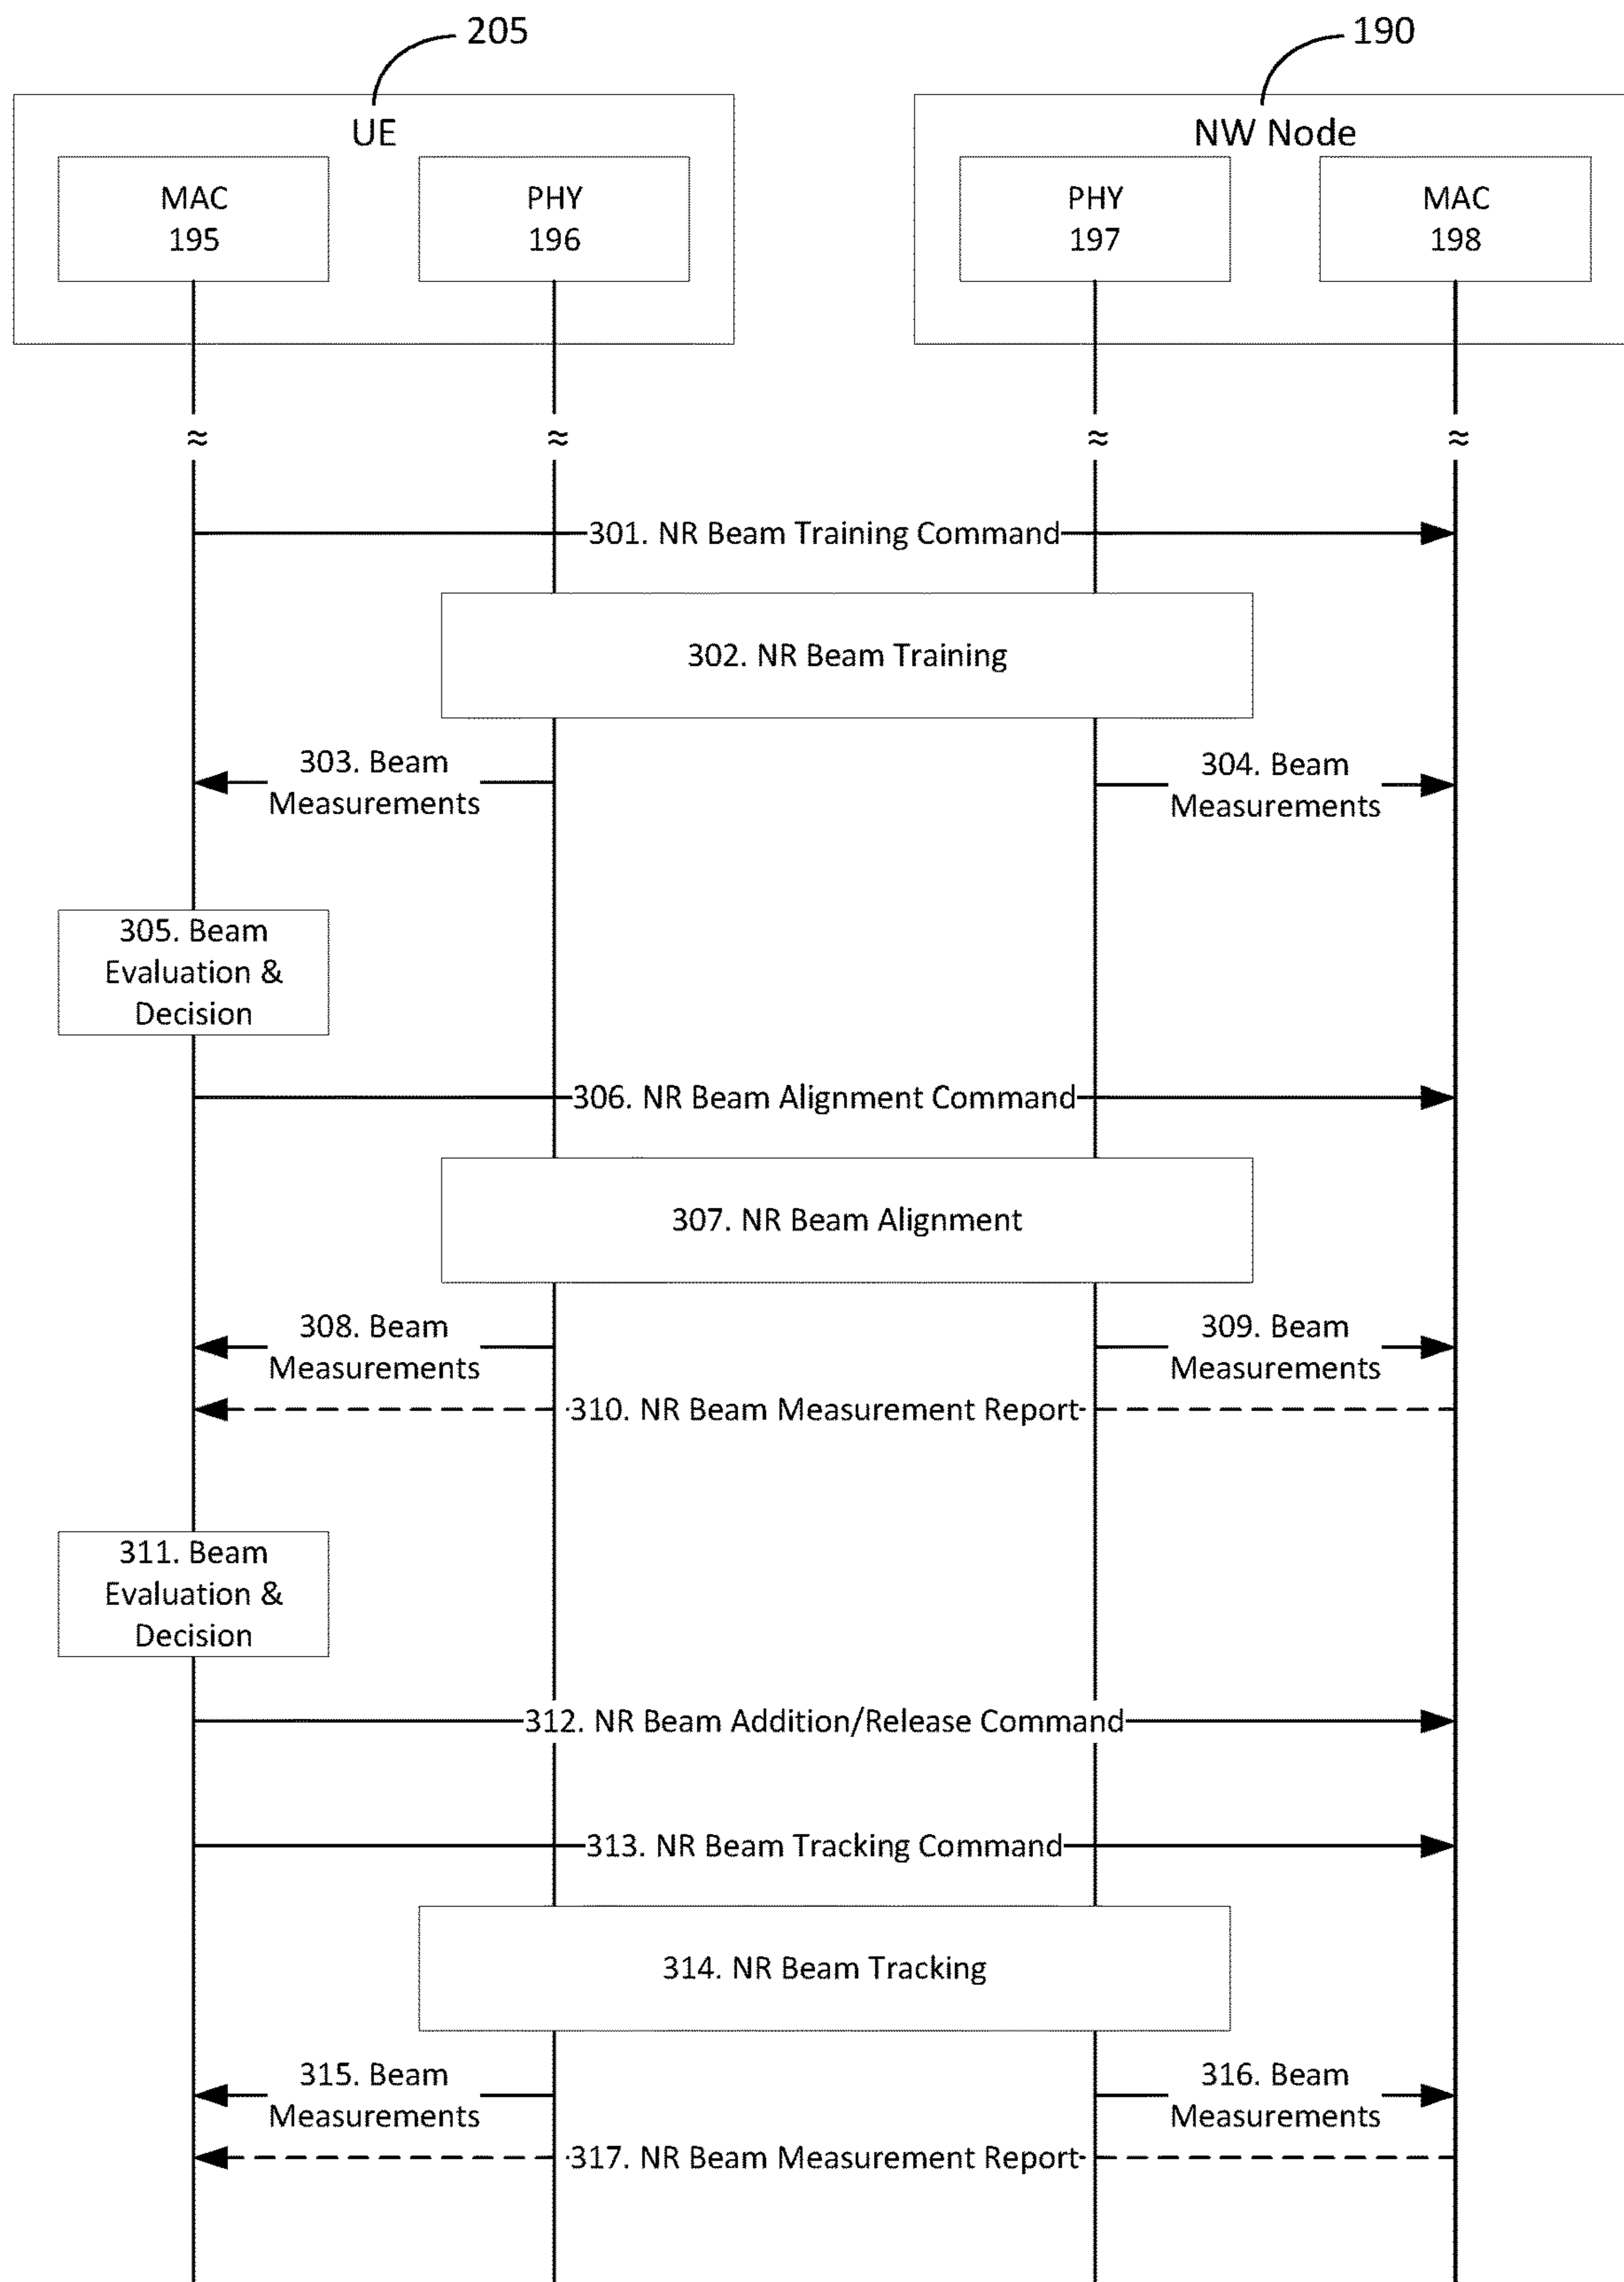 205
190
UE
NW Node
MAC
195
PHY
196
PHY
197
MAC
198
≈ ≈ ≈ ≈
301. NR Beam Training Command
302. NR Beam Training
303. Beam
Measurements
304. Beam
Measurements
305. Beam
Evaluation &
Decision
306. NR Beam Alignment Command
307. NR Beam Alignment
308. Beam
Measurements
309. Beam
Measurements
310. NR Beam Measurement Report
311. Beam
Evaluation &
Decision
312. NR Beam Addition/Release Command
313. NR Beam Tracking Command
314. NR Beam Tracking
315. Beam
Measurements
316. Beam
Measurements
317. NR Beam Measurement Report